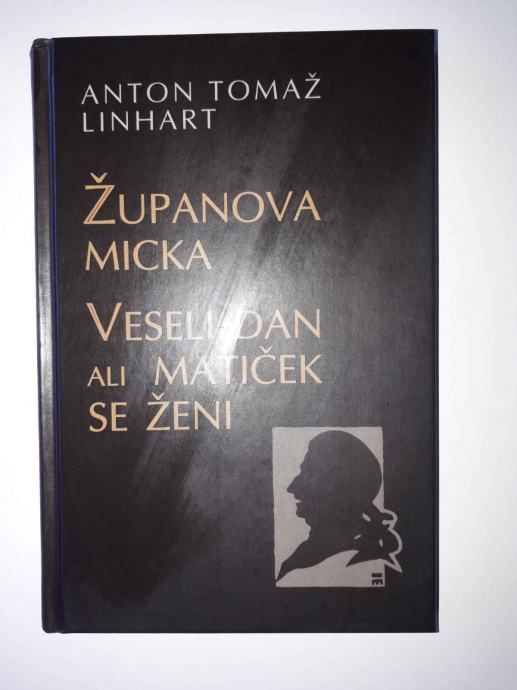 ANTON TOMAŽ
LINHART
ŽUPANOVA
MICKA
VESELI DAN
ALI MATIČEK
SE ŽENI